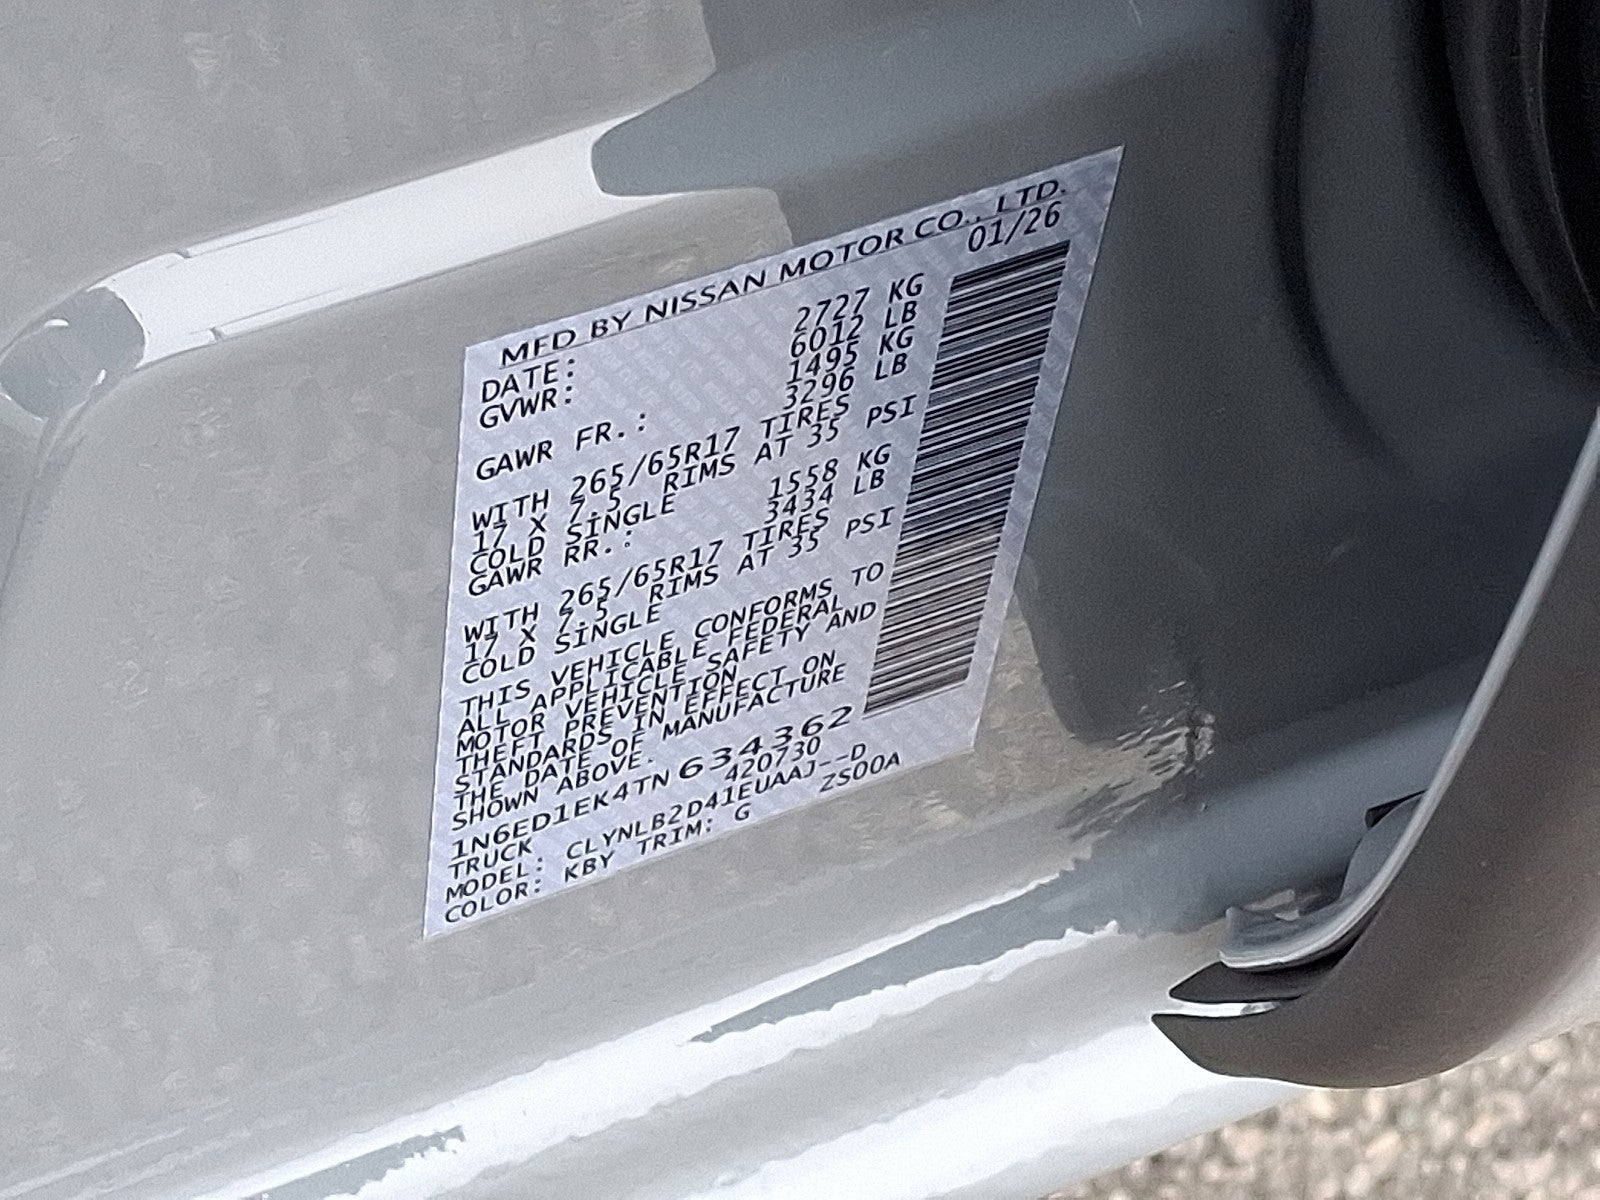 MFD BY NISSAN MOTOR CO., LTD.
DATE: 01/26
GVWR: 2727 KG
6012 LB
GAWR FR.: 1495 KG
3296 LB
WITH 265/65R17 TIRES
17 X 7.5 RIMS AT 35 PSI
COLD SINGLE
GAWR RR.: 1558 KG
3434 LB
WITH 265/65R17 TIRES
17 X 7.5 RIMS AT 35 PSI
COLD SINGLE
THIS VEHICLE CONFORMS TO
ALL APPLICABLE FEDERAL
MOTOR VEHICLE SAFETY AND
THEFT PREVENTION
STANDARDS IN EFFECT ON
THE DATE OF MANUFACTURE
SHOWN ABOVE.
1N6ED1EK4TN634362
TRUCK 420730
MODEL: CLYNLB2D41EUAAJ--D
COLOR: KBY TRIM: G ZS00A